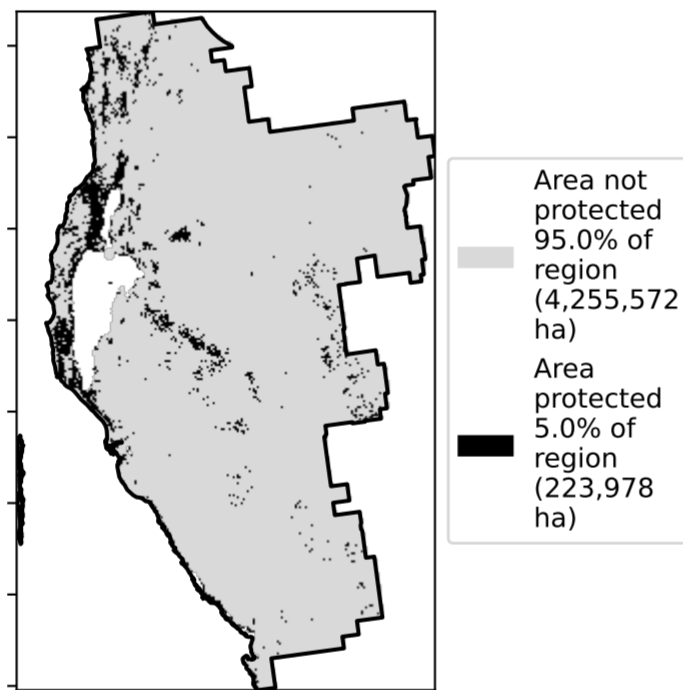 Area not
protected
95.0% of
region
(4,255,572
ha)
Area
protected
5.0% of
region
(223,978
ha)